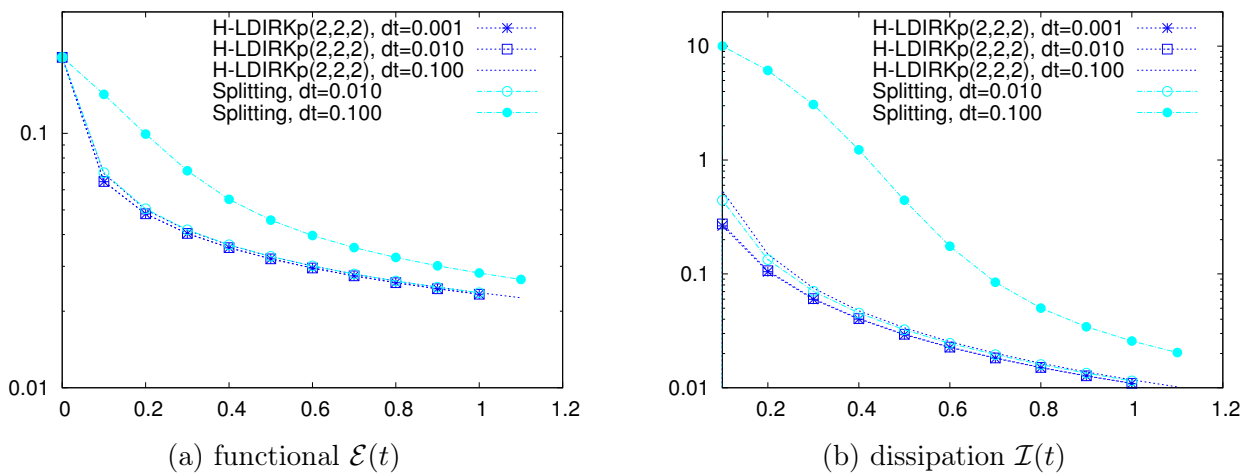 H-LDIRKp(2,2,2), dt=0.001
H-LDIRKp(2,2,2), dt=0.010
H-LDIRKp(2,2,2), dt=0.100
Splitting, dt=0.010
Splitting, dt=0.100
0.1
0.01
0 0.2 0.4 0.6 0.8 1 1.2
(a) functional ℰ(t)
H-LDIRKp(2,2,2), dt=0.001
H-LDIRKp(2,2,2), dt=0.010
H-LDIRKp(2,2,2), dt=0.100
Splitting, dt=0.010
Splitting, dt=0.100
10
1
0.1
0.01
0.2 0.4 0.6 0.8 1 1.2
(b) dissipation ℐ(t)